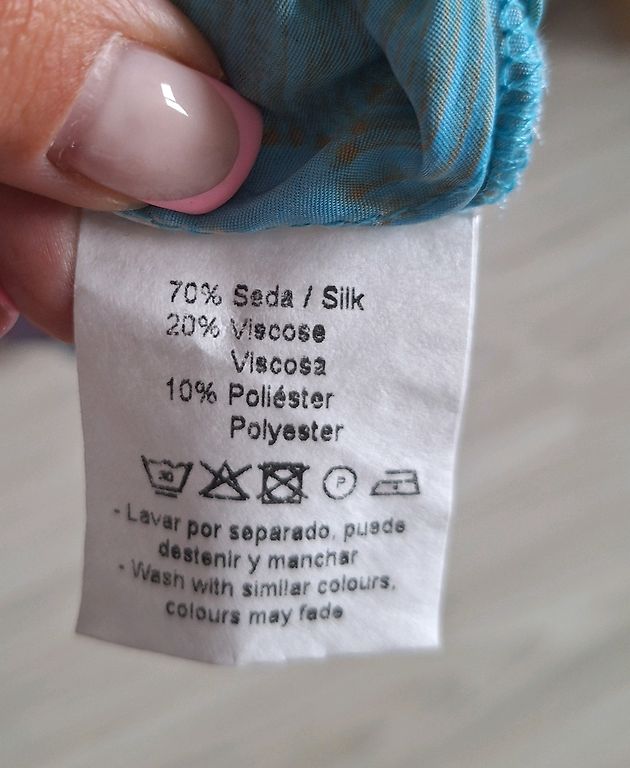 70% Seda / Silk
20% Viscose
Viscosa
10% Poliéster
Polyester
30 P
- Lavar por separado, puede
destenir y manchar
- Wash with similar colours,
colours may fade